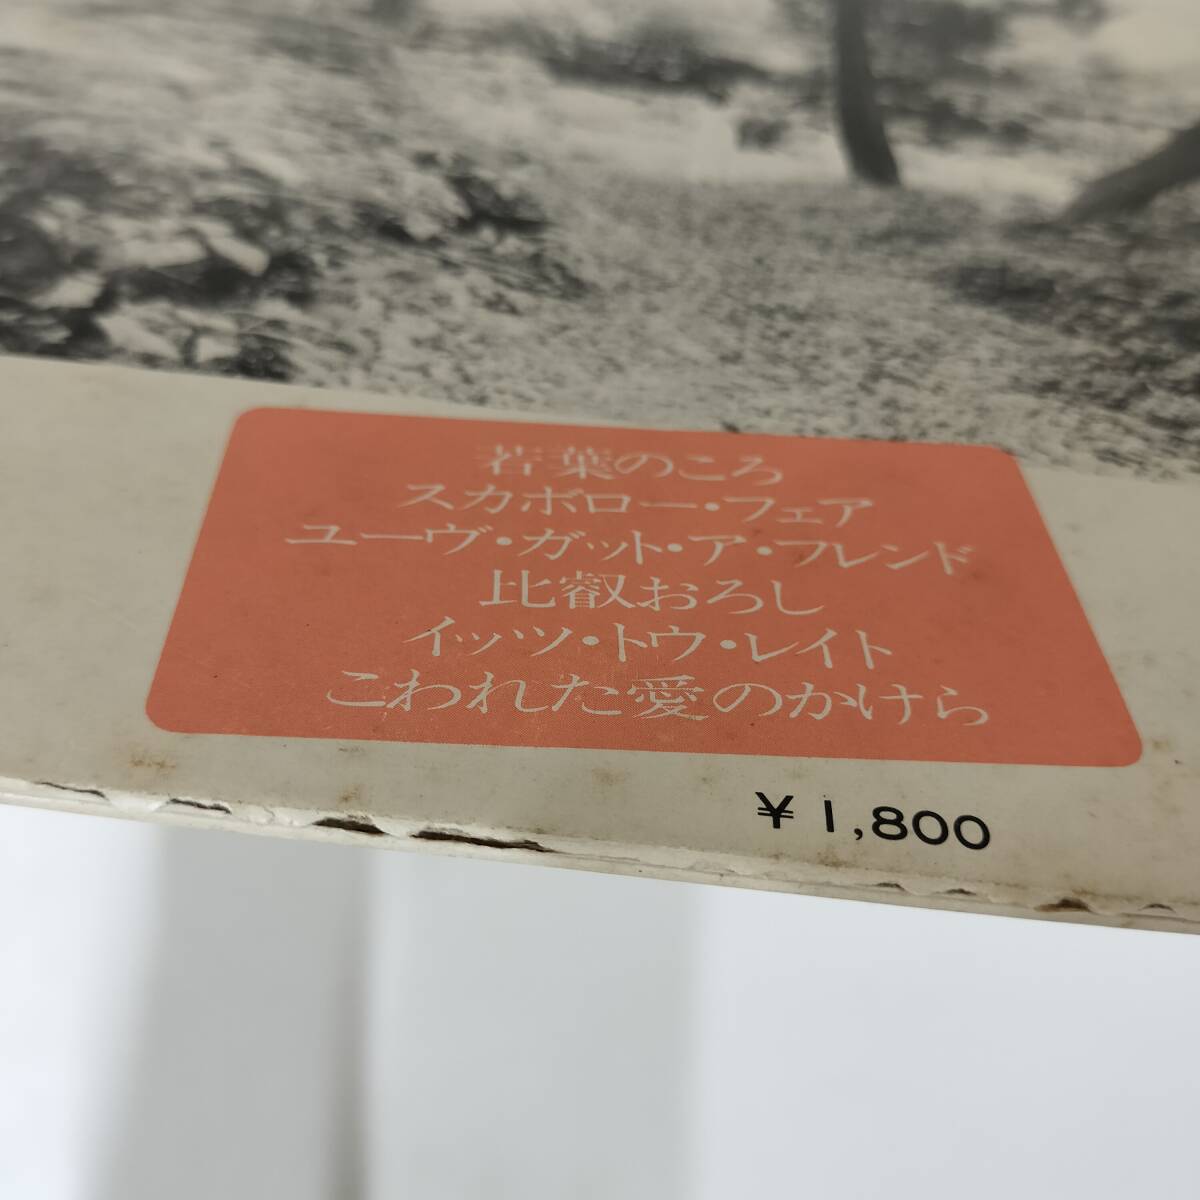 若葉のころ
スカボロー・フェア
ユーヴ・ガット・ア・フレンド
比叡おろし
イッツ・トウ・レイト
こわれた愛のかけら
¥1,800